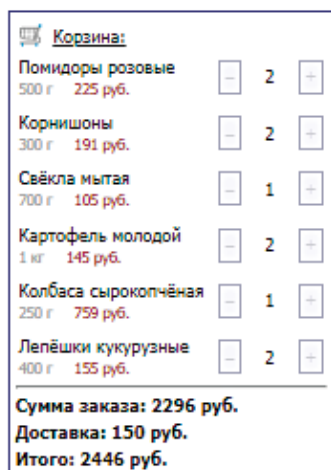 Корзина:
Помидоры розовые
500 г 225 руб.
– 2 +
Корнишоны
300 г 191 руб.
– 2 +
Свёкла мытая
700 г 105 руб.
– 1 +
Картофель молодой
1 кг 145 руб.
– 2 +
Колбаса сырокопчёная
250 г 759 руб.
– 1 +
Лепёшки кукурузные
400 г 155 руб.
– 2 +
Сумма заказа: 2296 руб.
Доставка: 150 руб.
Итого: 2446 руб.